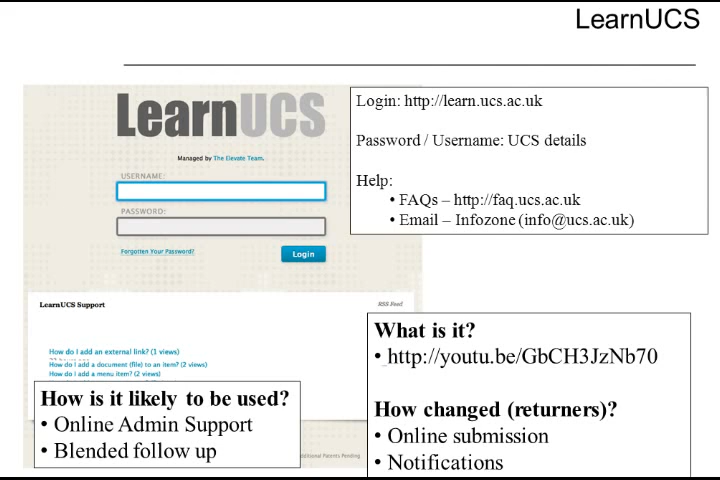 LearnUCS
LearnUCS
Managed by The Elevate Team.
USERNAME:
PASSWORD:
Forgotten Your Password?
Login
Login: http://learn.ucs.ac.uk
Password / Username: UCS details
Help:
• FAQs – http://faq.ucs.ac.uk
• Email – Infozone (info@ucs.ac.uk)
LearnUCS Support
RSS Feed
How do I add an external link? (1 views)
How do I add a document (file) to an item? (2 views)
How do I add a menu item? (2 views)
How is it likely to be used?
• Online Admin Support
• Blended follow up
What is it?
• http://youtu.be/GbCH3JzNb70
How changed (returners)?
• Online submission
• Notifications
dditional Patents Pending